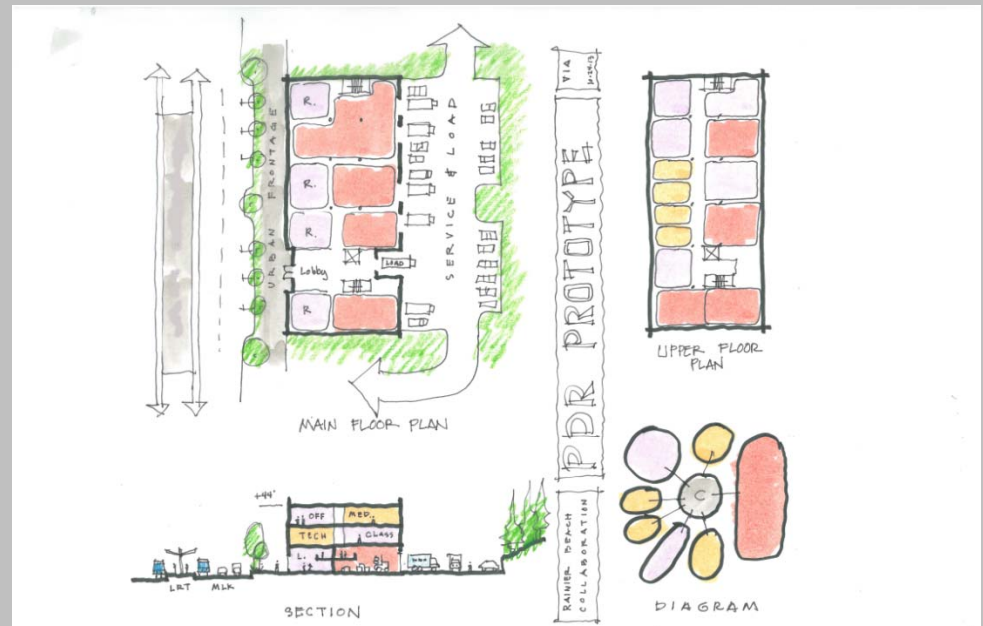 R.
R.
R.
R
Lobby
LOAD
URBAN FRONTAGE
SERVICE & LOAD
MAIN FLOOR PLAN
VIA
PDR PROTOTYPE
RAINIER BEACH
COLLABORATION
UPPER FLOOR
PLAN
+44'
OFF
MED.
TECH
CLASS
L.
LRT
MLK
SECTION
C
DIAGRAM